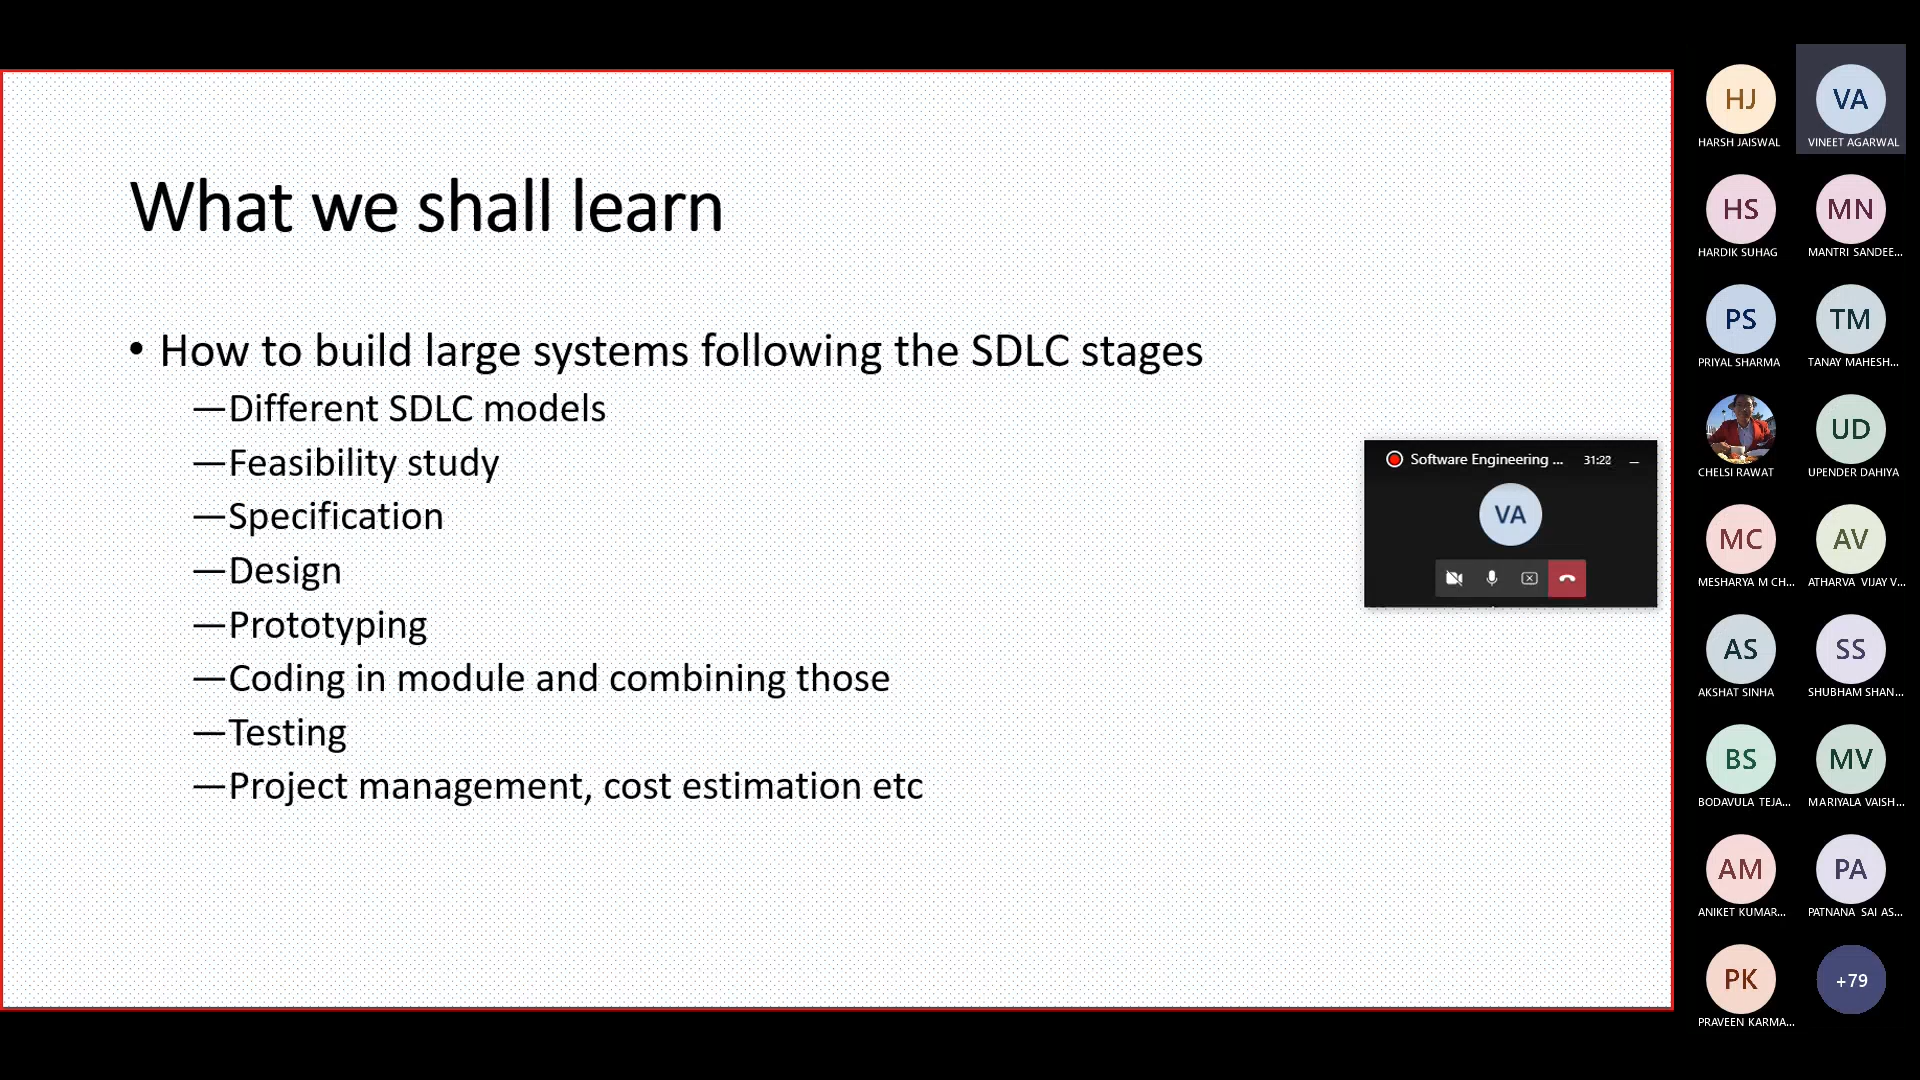 What we shall learn
• How to build large systems following the SDLC stages
—Different SDLC models
—Feasibility study
—Specification
—Design
—Prototyping
—Coding in module and combining those
—Testing
—Project management, cost estimation etc
Software Engineering ... 31:22
VA
HJ
HARSH JAISWAL
VA
VINEET AGARWAL
HS
HARDIK SUHAG
MN
MANTRI SANDEE...
PS
PRIYAL SHARMA
TM
TANAY MAHESH...
CHELSI RAWAT
UD
UPENDER DAHIYA
MC
MESHARYA M CH...
AV
ATHARVA VIJAY V...
AS
AKSHAT SINHA
SS
SHUBHAM SHAN...
BS
BODAVULA TEJA...
MV
MARIYALA VAISH...
AM
ANIKET KUMAR...
PA
PATNANA SAI AS...
PK
PRAVEEN KARMA...
+79